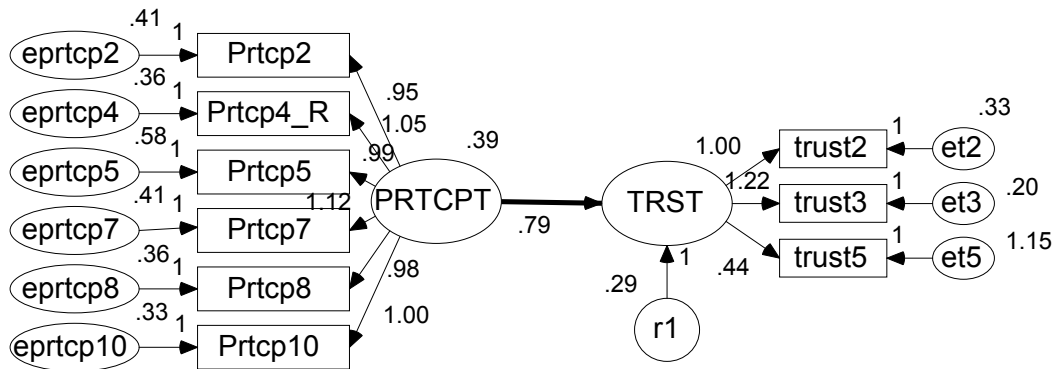 .41
eprtcp2 1 Prtcp2
.36
.95
eprtcp4 1 Prtcp4_R 1.05
.33
.58
.99
.39
1.00
trust2 1 et2
eprtcp5 1 Prtcp5
.20
.41
1.12
PRTCPT
TRST
1.22
trust3 1 et3
eprtcp7 1 Prtcp7
.79
1.15
.36
trust5 1 et5
eprtcp8 1 Prtcp8
.98
1
.44
.33
.29
1.00
eprtcp10 1 Prtcp10
r1